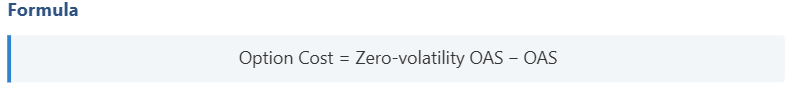 Formula
Option Cost = Zero-volatility OAS − OAS